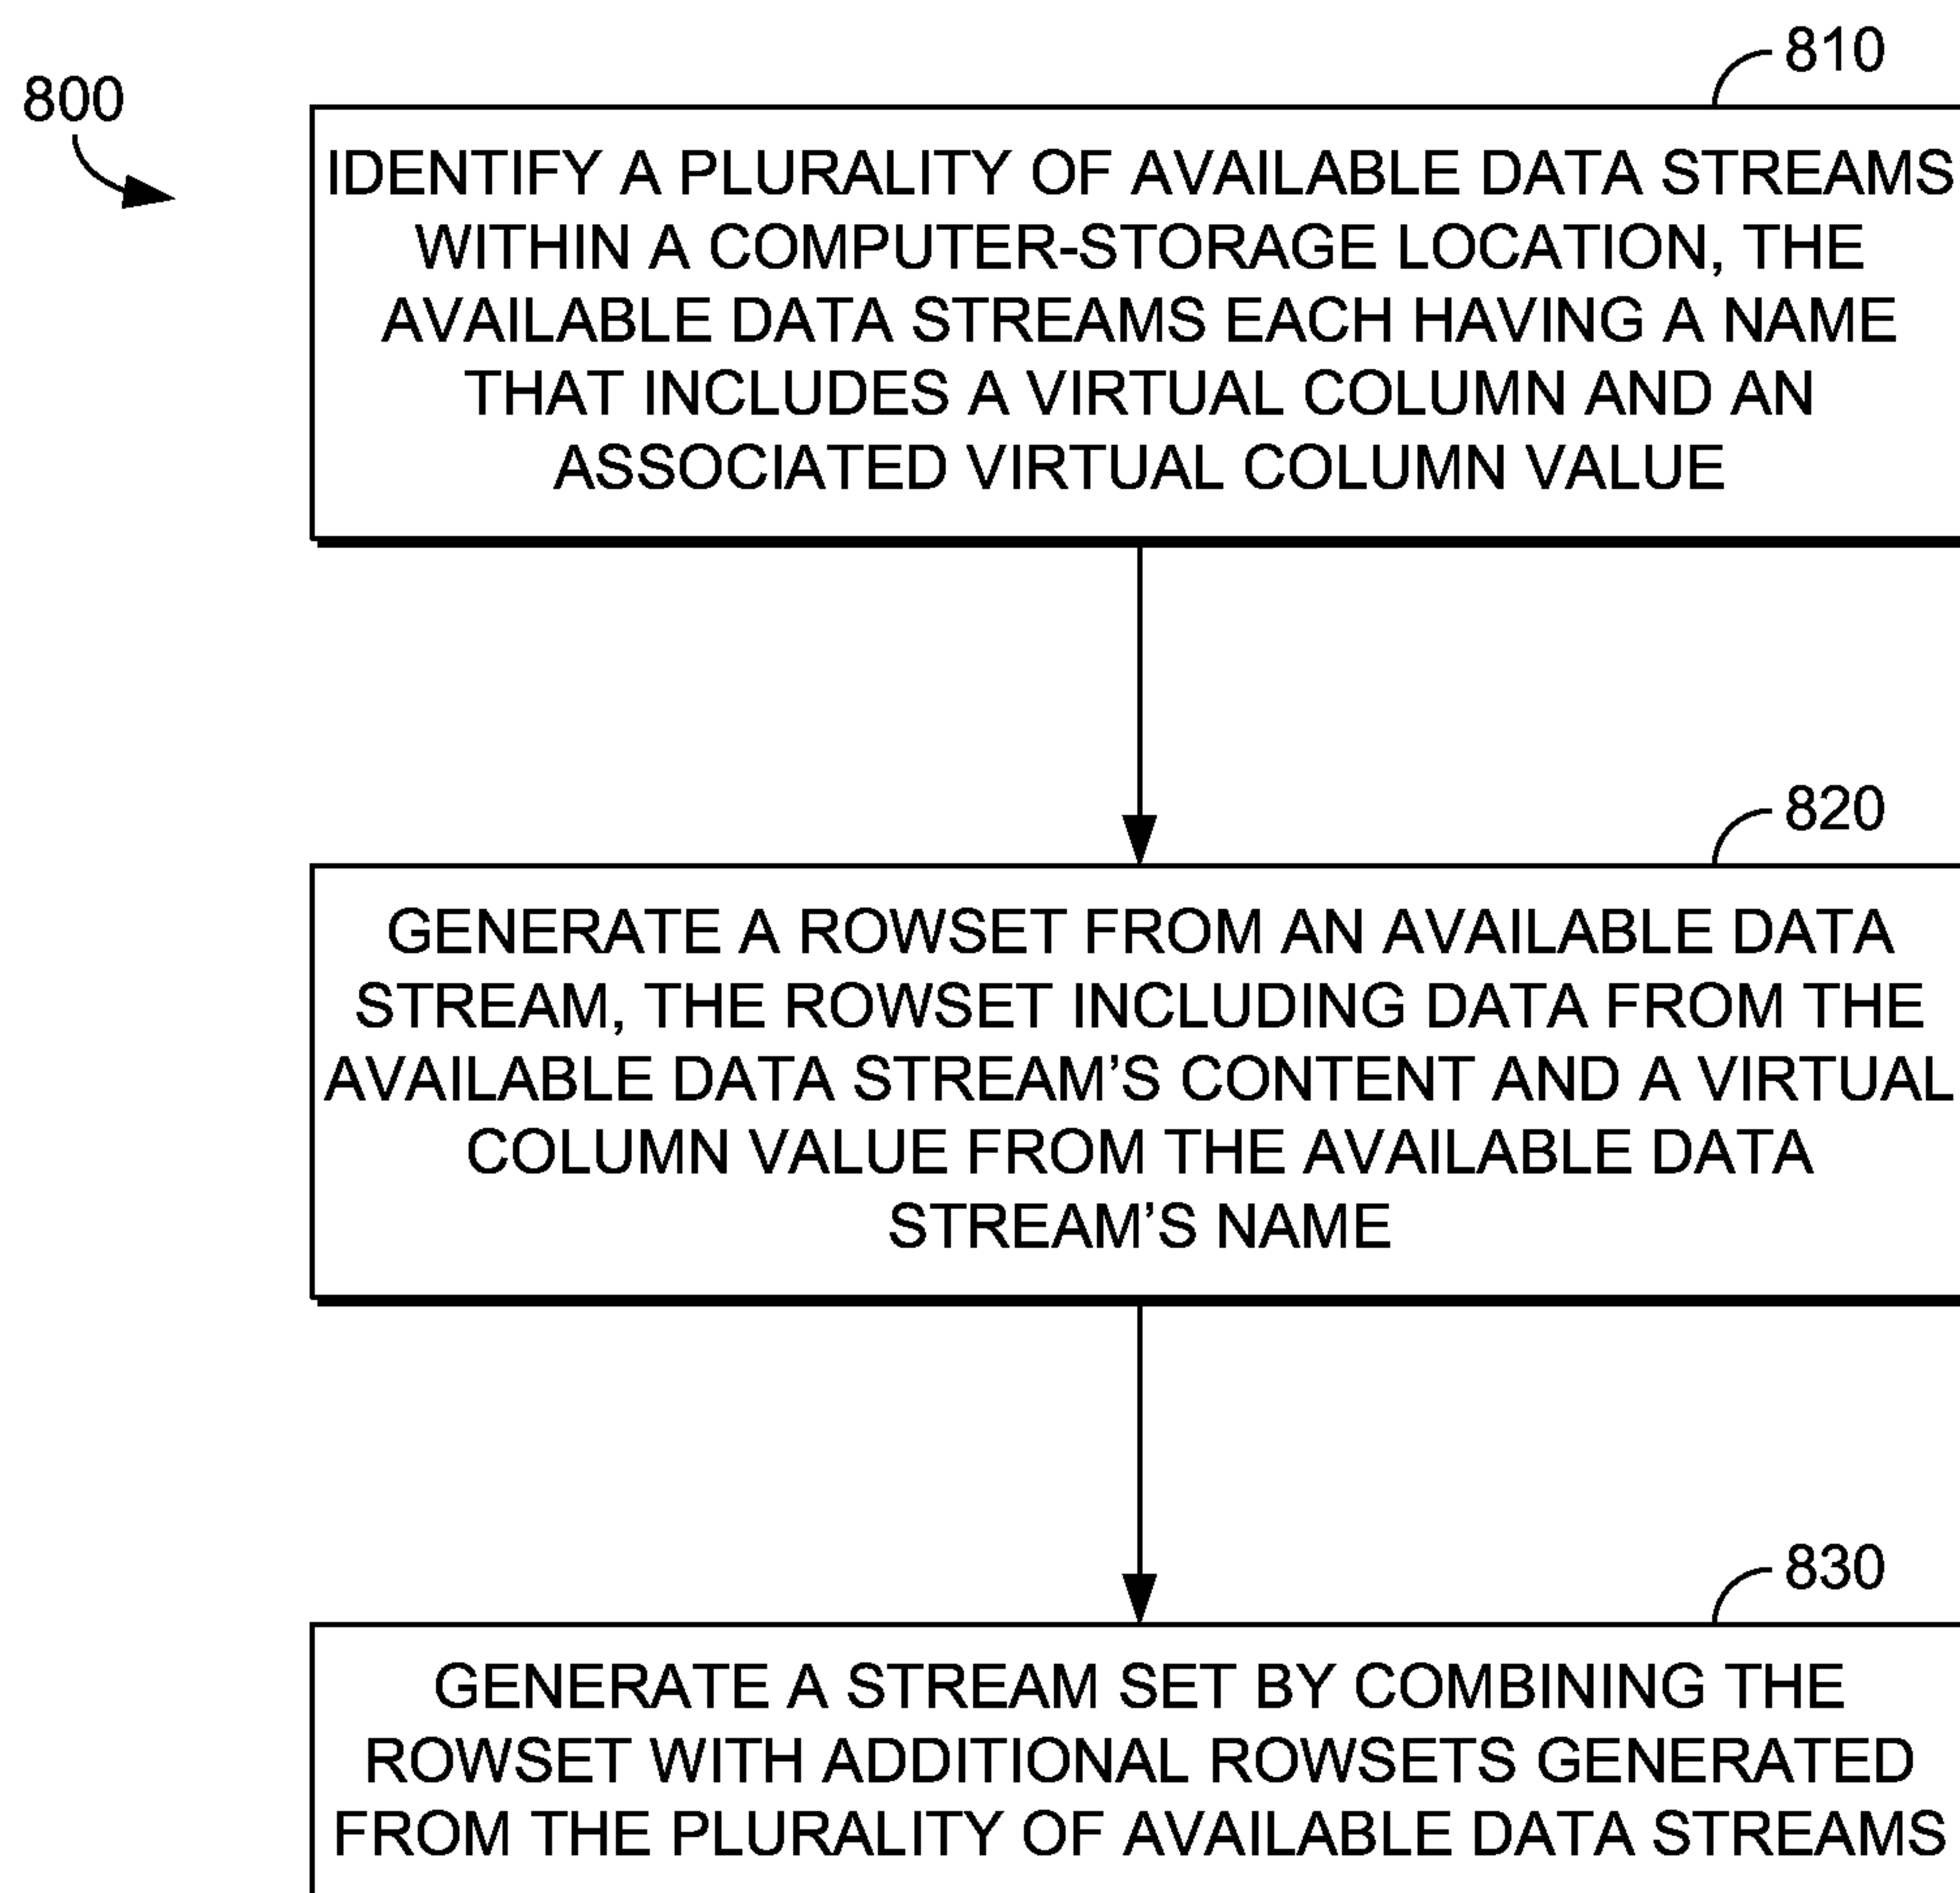 800
810
IDENTIFY A PLURALITY OF AVAILABLE DATA STREAMS
WITHIN A COMPUTER-STORAGE LOCATION, THE
AVAILABLE DATA STREAMS EACH HAVING A NAME
THAT INCLUDES A VIRTUAL COLUMN AND AN
ASSOCIATED VIRTUAL COLUMN VALUE
820
GENERATE A ROWSET FROM AN AVAILABLE DATA
STREAM, THE ROWSET INCLUDING DATA FROM THE
AVAILABLE DATA STREAM’S CONTENT AND A VIRTUAL
COLUMN VALUE FROM THE AVAILABLE DATA
STREAM’S NAME
830
GENERATE A STREAM SET BY COMBINING THE
ROWSET WITH ADDITIONAL ROWSETS GENERATED
FROM THE PLURALITY OF AVAILABLE DATA STREAMS